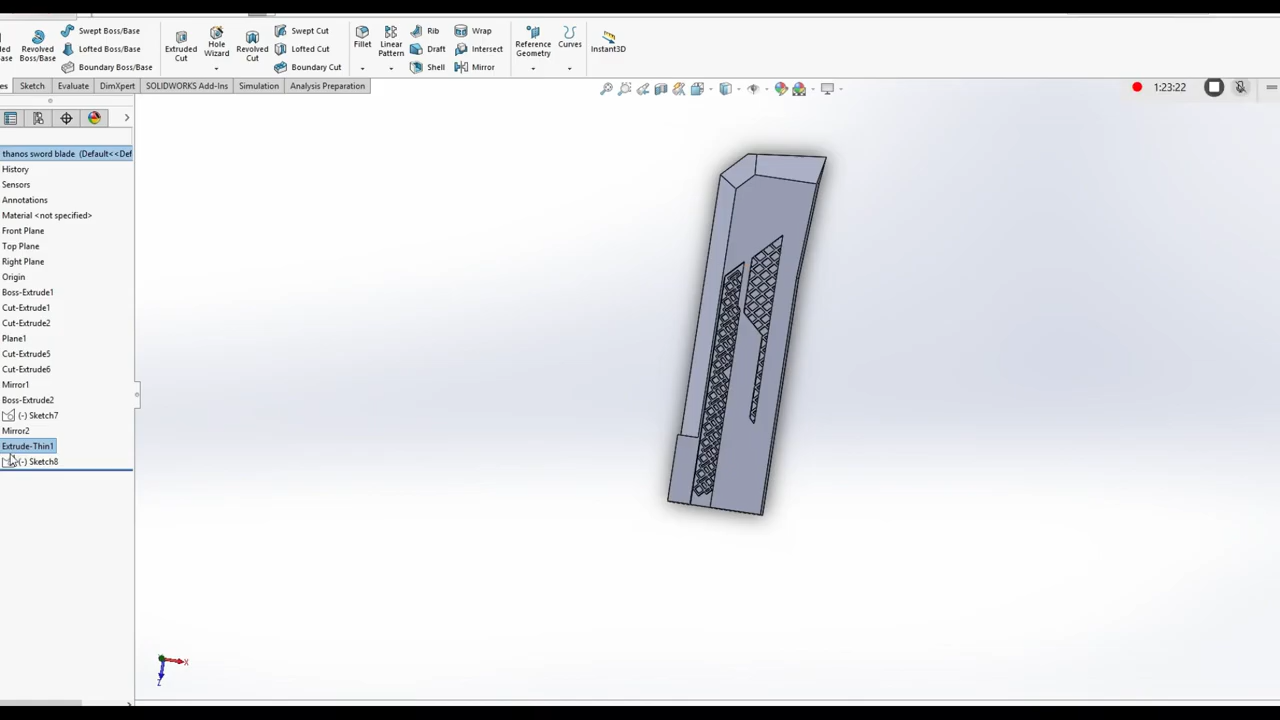 Swept Boss/Base
Rib
Wrap
Swept Cut
Revolved Boss/Base
Lofted Boss/Base
Extruded Cut
Hole Wizard
Revolved Cut
Lofted Cut
Fillet
Linear Pattern
Draft
Intersect
Reference Geometry
Curves
Instant3D
Boundary Boss/Base
Boundary Cut
Shell
Mirror
Sketch
Evaluate
DimXpert
SOLIDWORKS Add-Ins
Simulation
Analysis Preparation
1:23:22
thanos sword blade (Default<<Def
History
Sensors
Annotations
Material <not specified>
Front Plane
Top Plane
Right Plane
Origin
Boss-Extrude1
Cut-Extrude1
Cut-Extrude2
Plane1
Cut-Extrude5
Cut-Extrude6
Mirror1
Boss-Extrude2
(-) Sketch7
Mirror2
Extrude-Thin1
(-) Sketch8
X
Z